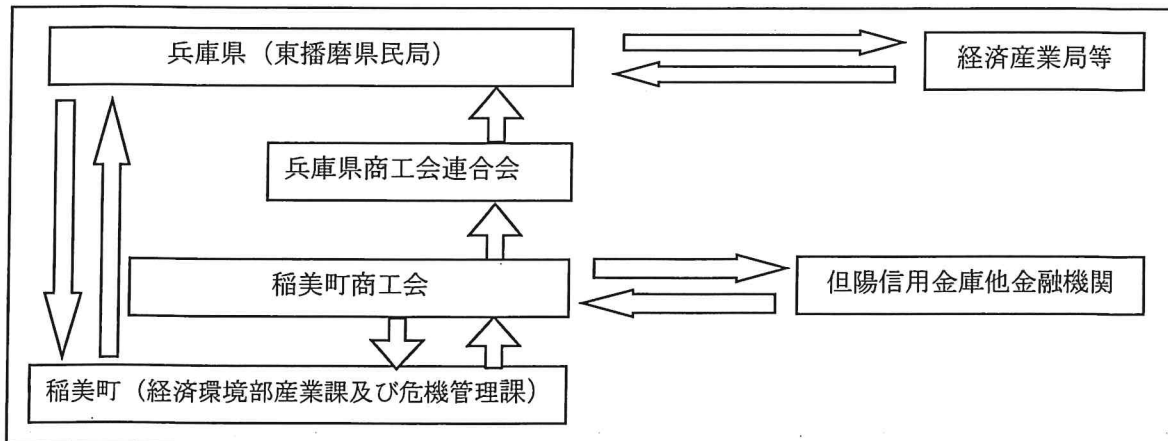 兵庫県（東播磨県民局）
経済産業局等
兵庫県商工会連合会
稲美町商工会
但陽信用金庫他金融機関
稲美町（経済環境部産業課及び危機管理課）